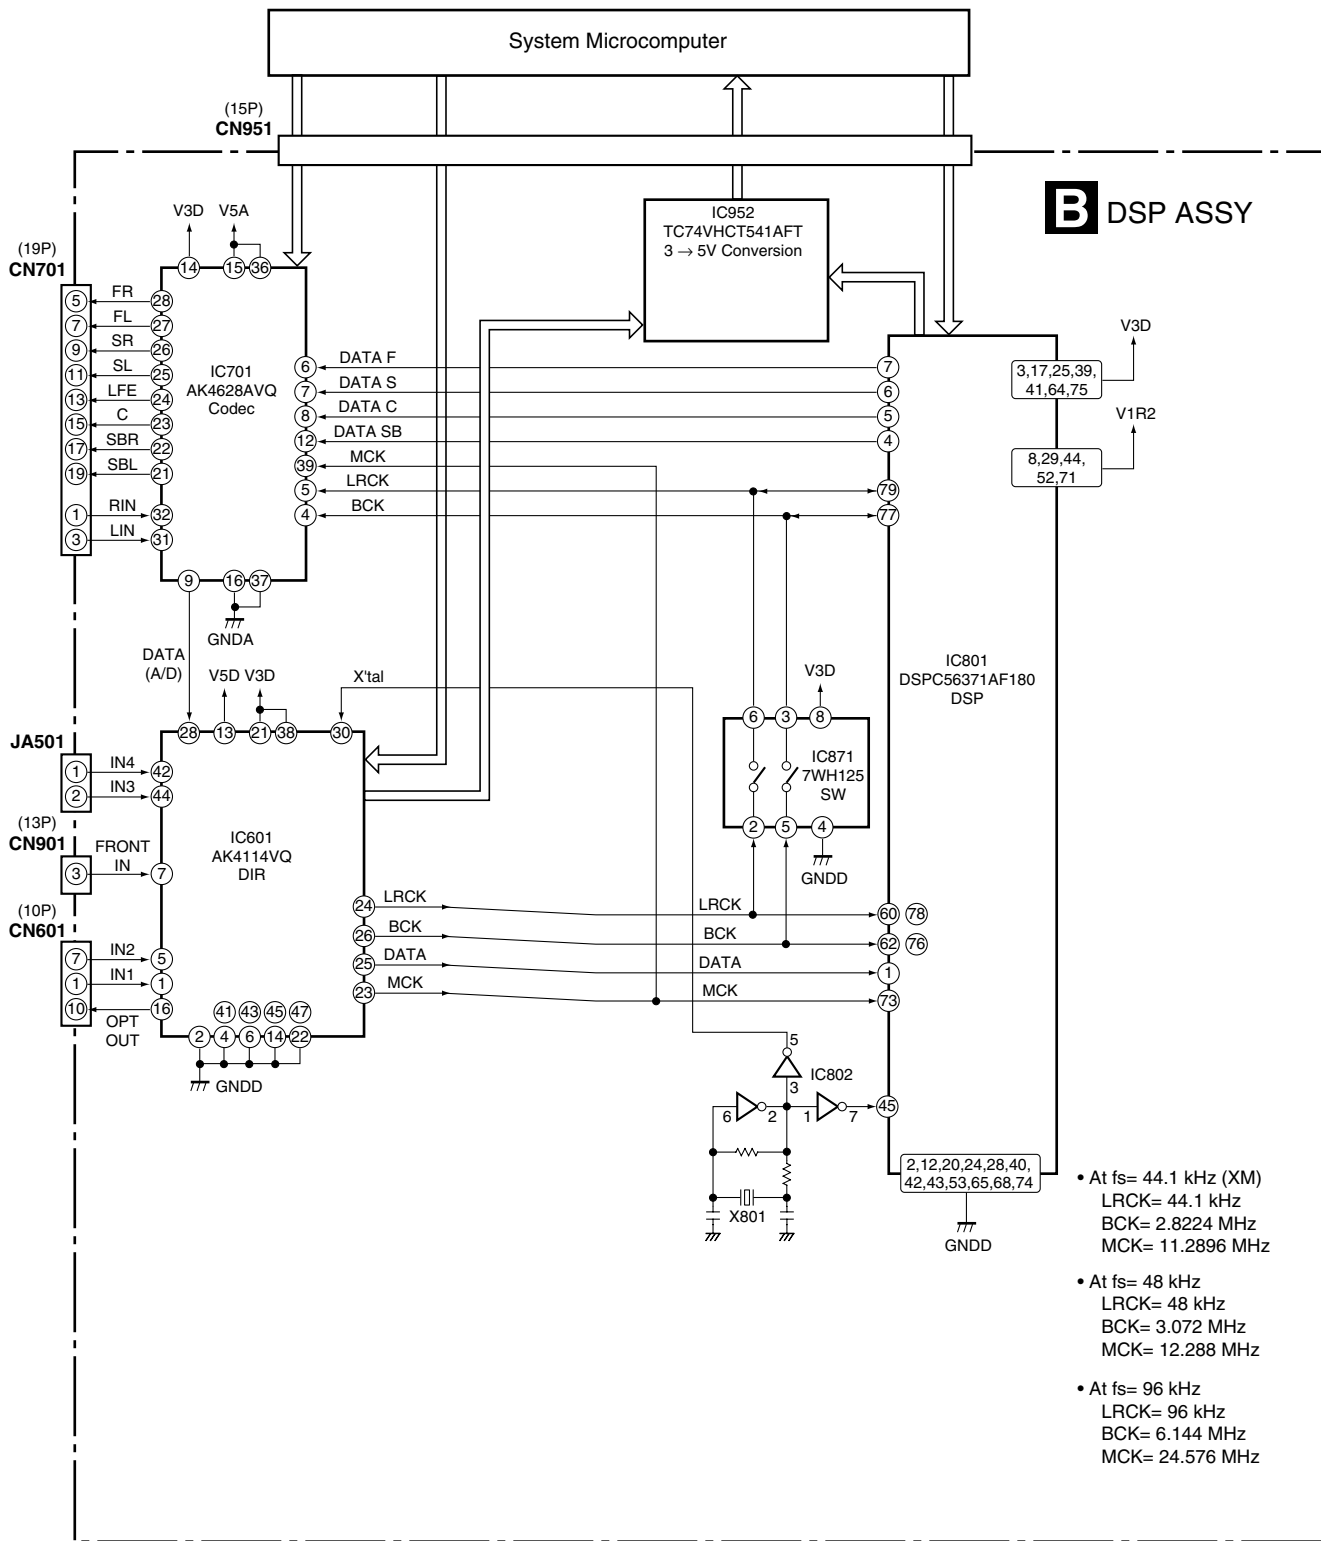 System Microcomputer
(15P)
CN951
B DSP ASSY
IC952
TC74VHCT541AFT
3 → 5V Conversion
V3D V5A
14 15 36
(19P)
CN701
5 FR 28
7 FL 27
9 SR 26
11 SL 25
13 LFE 24
15 C 23
17 SBR 22
19 SBL 21
1 RIN 32
3 LIN 31
IC701
AK4628AVQ
Codec
6 DATA F 7
7 DATA S 6
8 DATA C 5
12 DATA SB 4
39 MCK
5 LRCK 79
4 BCK 77
9 16 37
GNDA
V3D
3,17,25,39,
41,64,75
V1R2
8,29,44,
52,71
IC801
DSPC56371AF180
DSP
DATA
(A/D)
V5D V3D
X'tal
28 13 21 38 30
V3D
6 3 8
IC871
7WH125
SW
2 5 4
GNDD
JA501
1 IN4 42
2 IN3 44
(13P)
CN901
3 FRONT
IN 7
(10P)
CN601
7 IN2 5
1 IN1 1
10 OPT
OUT 16
IC601
AK4114VQ
DIR
24 LRCK LRCK 60 78
26 BCK BCK 62 76
25 DATA DATA 1
23 MCK MCK 73
41 43 45 47
2 4 6 14 22
GNDD
5
IC802
3
6 2 1 7 45
X801
2,12,20,24,28,40,
42,43,53,65,68,74
GNDD
• At fs= 44.1 kHz (XM)
LRCK= 44.1 kHz
BCK= 2.8224 MHz
MCK= 11.2896 MHz
• At fs= 48 kHz
LRCK= 48 kHz
BCK= 3.072 MHz
MCK= 12.288 MHz
• At fs= 96 kHz
LRCK= 96 kHz
BCK= 6.144 MHz
MCK= 24.576 MHz